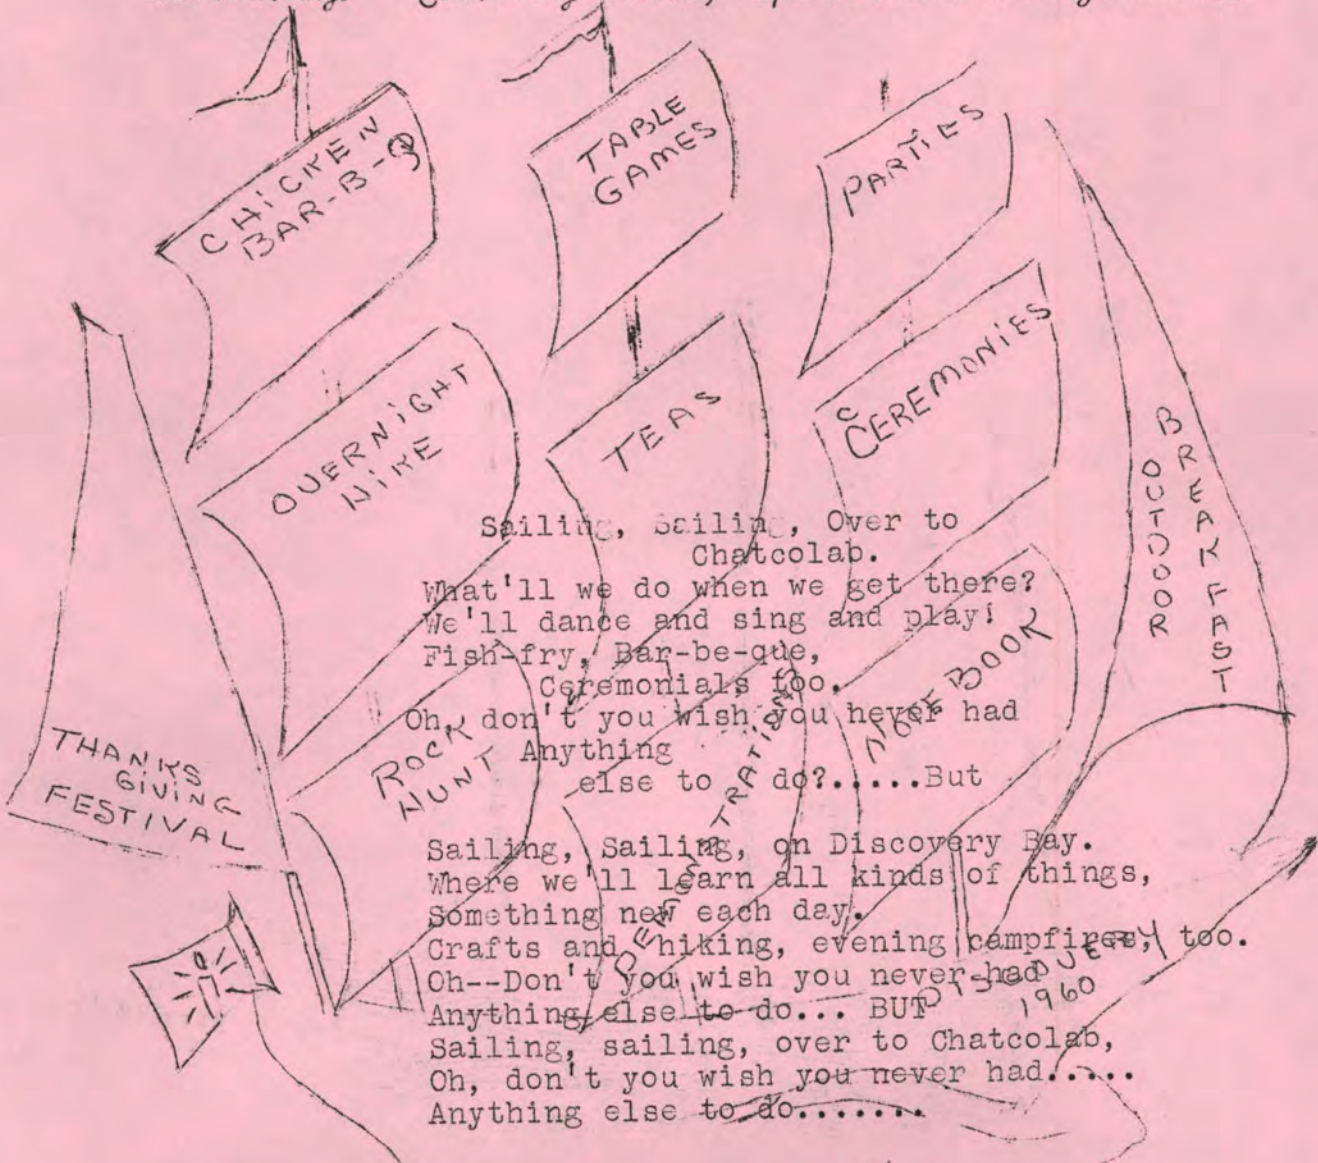 CHICKEN
BAR-B-Q
TABLE
GAMES
PARTIES
OVERNIGHT
HIKE
TEAS
CEREMONIES
OUTDOOR
BREAKFAST
THANKS
GIVING
FESTIVAL
ROCK
HUNT
NOTE BOOK
DISCOVERY
1960
Sailing, Sailing, Over to
Chatcolab.
What'll we do when we get there?
We'll dance and sing and play!
Fish-fry, Bar-be-que,
Ceremonials too.
Oh, don't you wish you never had
Anything
else to do?.....But
Sailing, Sailing, on Discovery Bay.
Where we'll learn all kinds of things,
Something new each day.
Crafts and hiking, evening campfires, too.
Oh--Don't you wish you never had
Anything else to do... BUT
Sailing, sailing, over to Chatcolab,
Oh, don't you wish you never had.....
Anything else to do.......